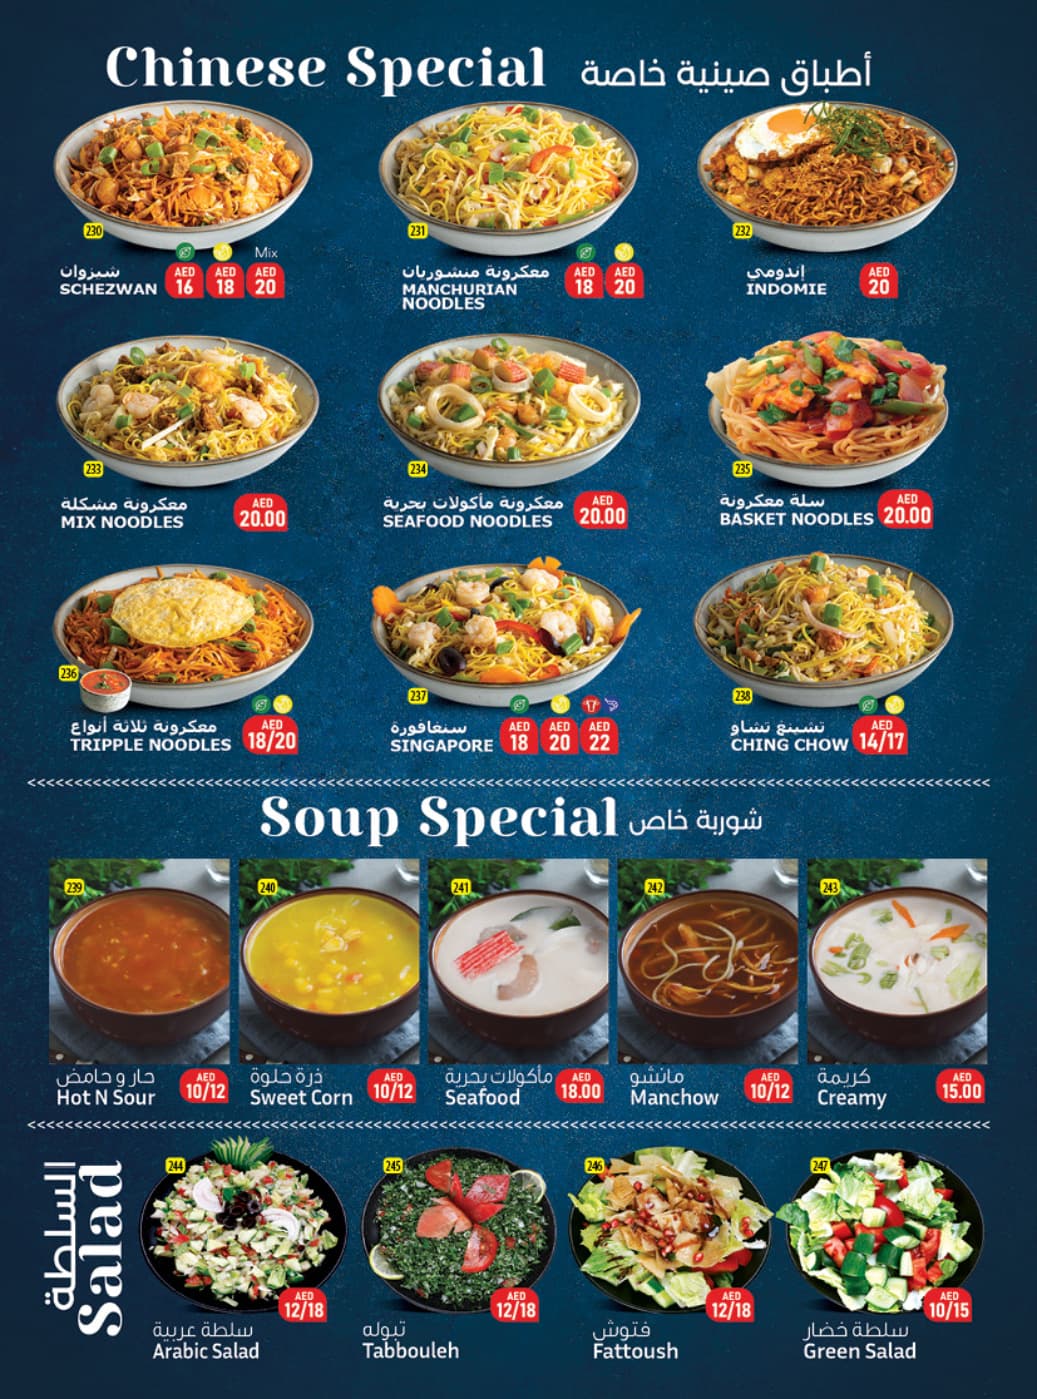 Chinese Special أطباق صينية خاصة
230
231
232
Mix
شيزوان
SCHEZWAN
AED 16
AED 18
AED 20
معكرونة منشوريان
MANCHURIAN
NOODLES
AED 18
AED 20
إندومي
INDOMIE
AED 20
233
234
235
معكرونة مشكلة
MIX NOODLES
AED 20.00
معكرونة مأكولات بحرية
SEAFOOD NOODLES
AED 20.00
سلة معكرونة
BASKET NOODLES
AED 20.00
236
237
238
معكرونة ثلاثة أنواع
TRIPPLE NOODLES
AED 18/20
سنغافورة
SINGAPORE
AED 18
AED 20
AED 22
تشينغ تشاو
CHING CHOW
AED 14/17
Soup Special شوربة خاص
239
240
241
242
243
حار و حامض
Hot N Sour
AED 10/12
ذرة حلوة
Sweet Corn
AED 10/12
مأكولات بحرية
Seafood
AED 18.00
مانشو
Manchow
AED 10/12
كريمة
Creamy
AED 15.00
السلطة
Salad
244
245
246
247
AED 12/18
سلطة عربية
Arabic Salad
AED 12/18
تبوله
Tabbouleh
AED 12/18
فتوش
Fattoush
AED 10/15
سلطة خضار
Green Salad